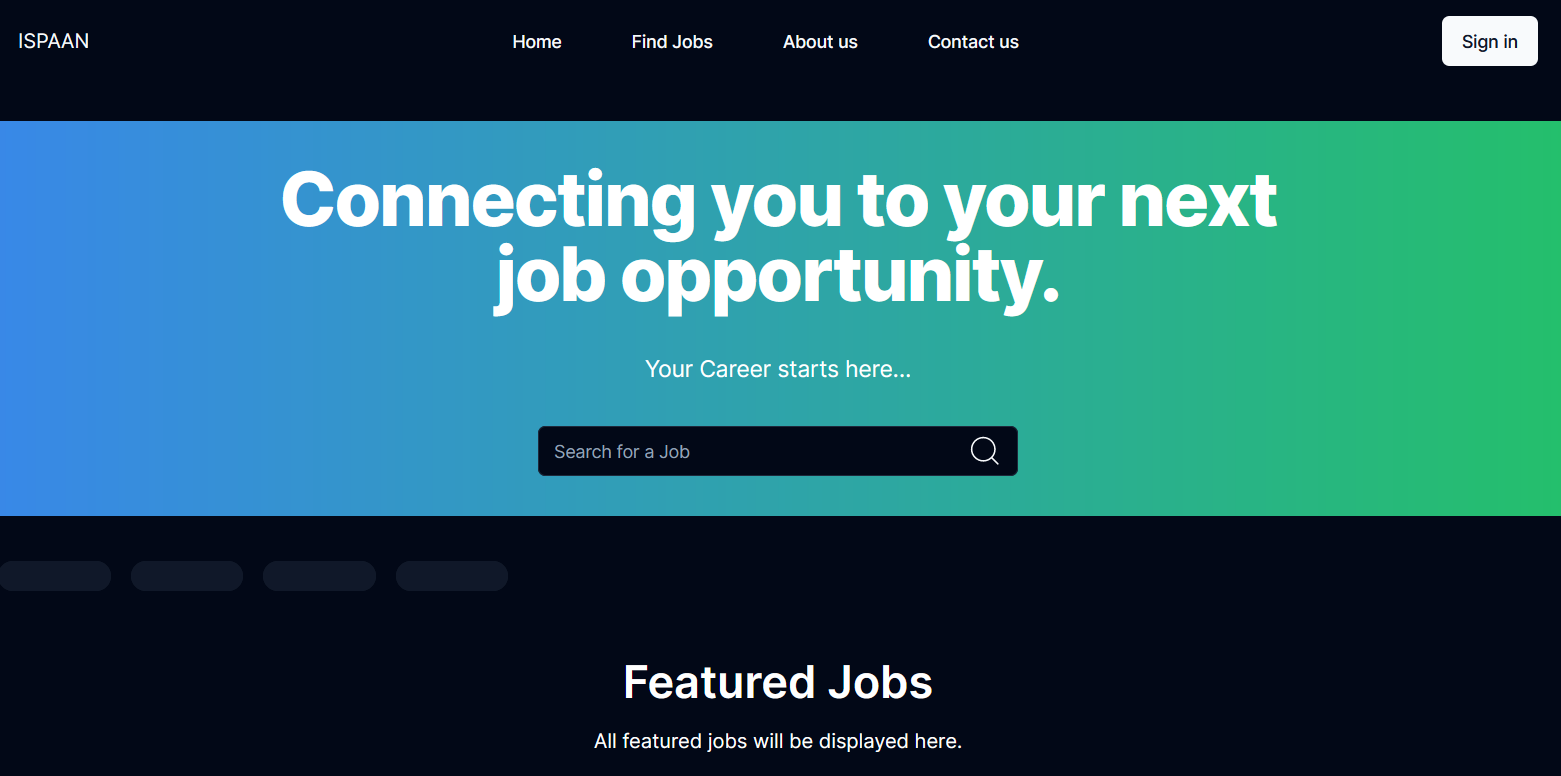 ISPAAN
Home
Find Jobs
About us
Contact us
Sign in
Connecting you to your next
job opportunity.
Your Career starts here...
Search for a Job
Featured Jobs
All featured jobs will be displayed here.